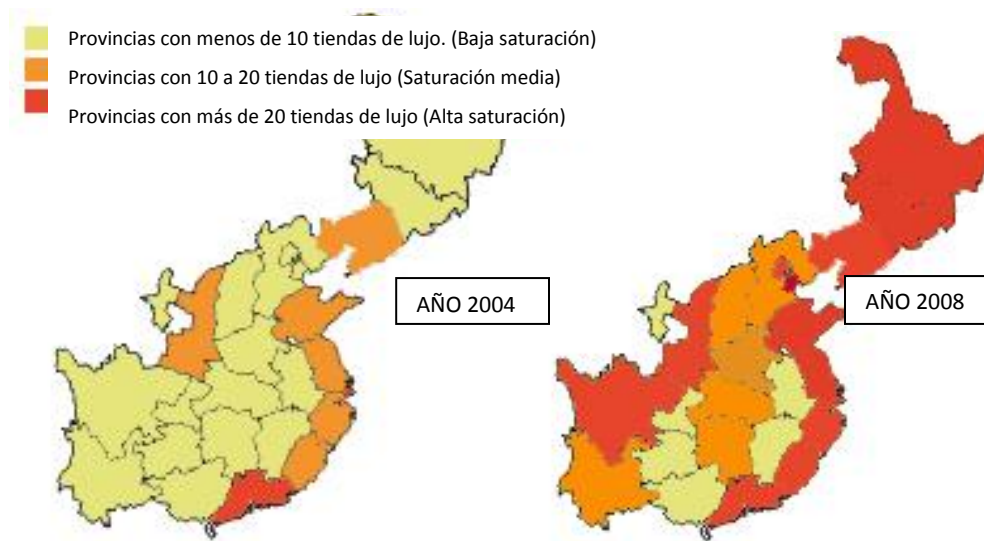 Provincias con menos de 10 tiendas de lujo. (Baja saturación)
Provincias con 10 a 20 tiendas de lujo (Saturación media)
Provincias con más de 20 tiendas de lujo (Alta saturación)
AÑO 2004
AÑO 2008